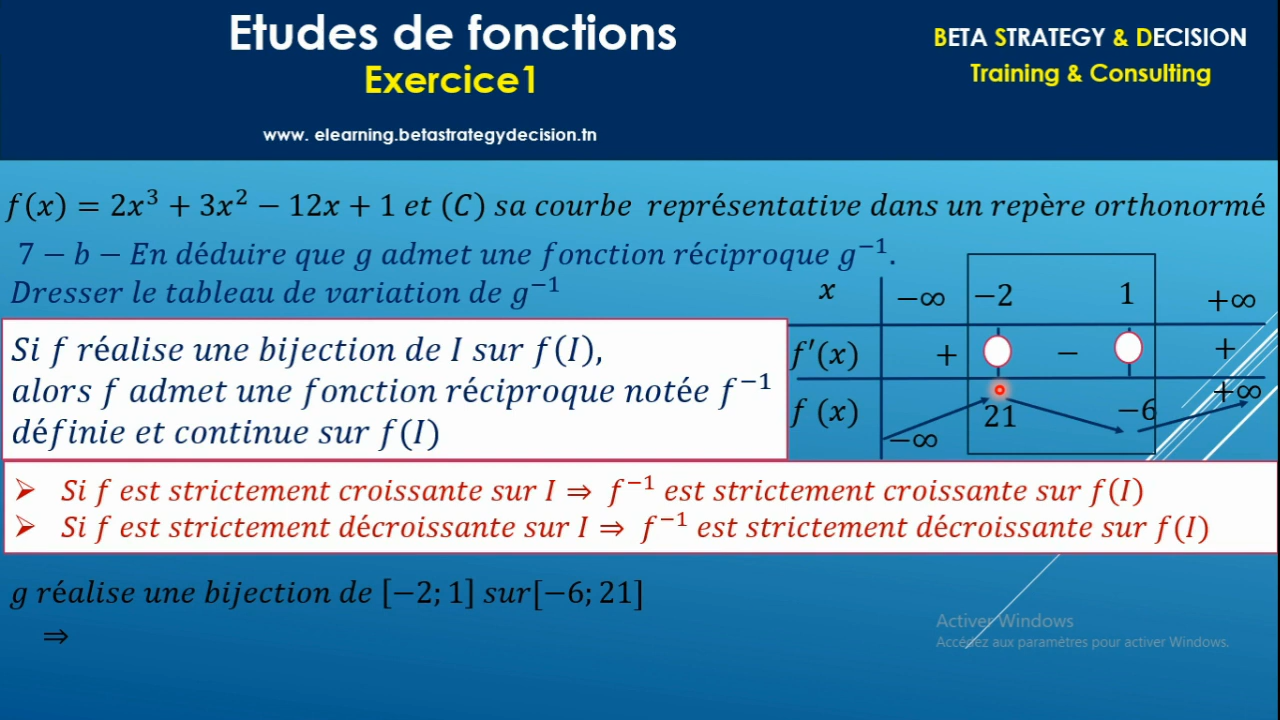 Etudes de fonctions
Exercice1
www. elearning.betastrategydecision.tn
BETA STRATEGY & DECISION
Training & Consulting
f(x) = 2x³ + 3x² − 12x + 1 et (C) sa courbe représentative dans un repère orthonormé
7 − b − En déduire que g admet une fonction réciproque g⁻¹.
Dresser le tableau de variation de g⁻¹
x −∞ −2 1 +∞
f′(x) + − +
f (x) −∞ 21 −6 +∞
Si f réalise une bijection de I sur f(I),
alors f admet une fonction réciproque notée f⁻¹
définie et continue sur f(I)
➢ Si f est strictement croissante sur I ⇒ f⁻¹ est strictement croissante sur f(I)
➢ Si f est strictement décroissante sur I ⇒ f⁻¹ est strictement décroissante sur f(I)
g réalise une bijection de [−2; 1] sur[−6; 21]
⇒
Activer Windows
Accédez aux paramètres pour activer Windows.